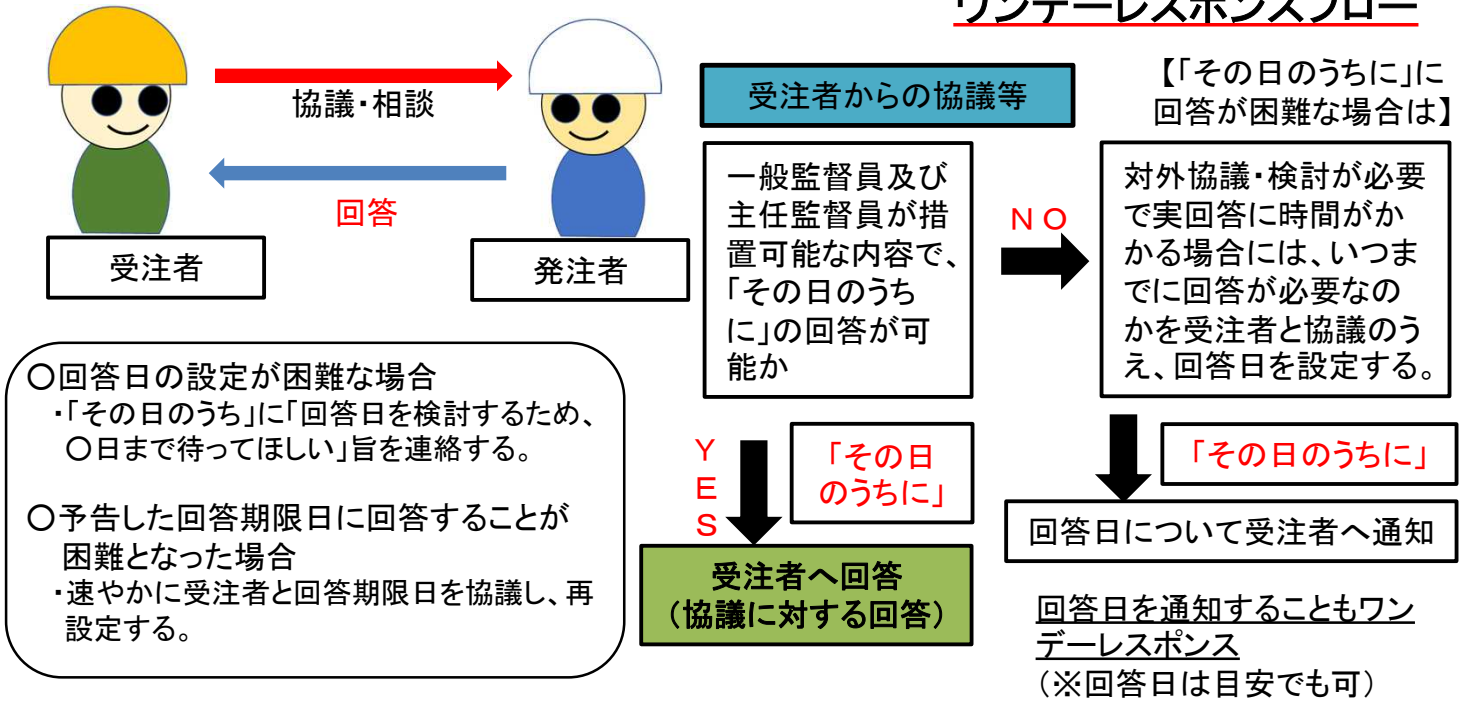 ワンデーレスポンスフロー
協議・相談
回答
受注者
発注者
○回答日の設定が困難な場合
・「その日のうち」に「回答日を検討するため、
○日まで待ってほしい」旨を連絡する。
○予告した回答期限日に回答することが
困難となった場合
・速やかに受注者と回答期限日を協議し、再
設定する。
受注者からの協議等
一般監督員及び
主任監督員が措
置可能な内容で、
「その日のうち
に」の回答が可
能か
ＹＥＳ
「その日
のうちに」
受注者へ回答
（協議に対する回答）
ＮＯ
【「その日のうちに」に
回答が困難な場合は】
対外協議・検討が必要
で実回答に時間がか
かる場合には、いつま
でに回答が必要なの
かを受注者と協議のう
え、回答日を設定する。
「その日のうちに」
回答日について受注者へ通知
回答日を通知することもワン
デーレスポンス
（※回答日は目安でも可）